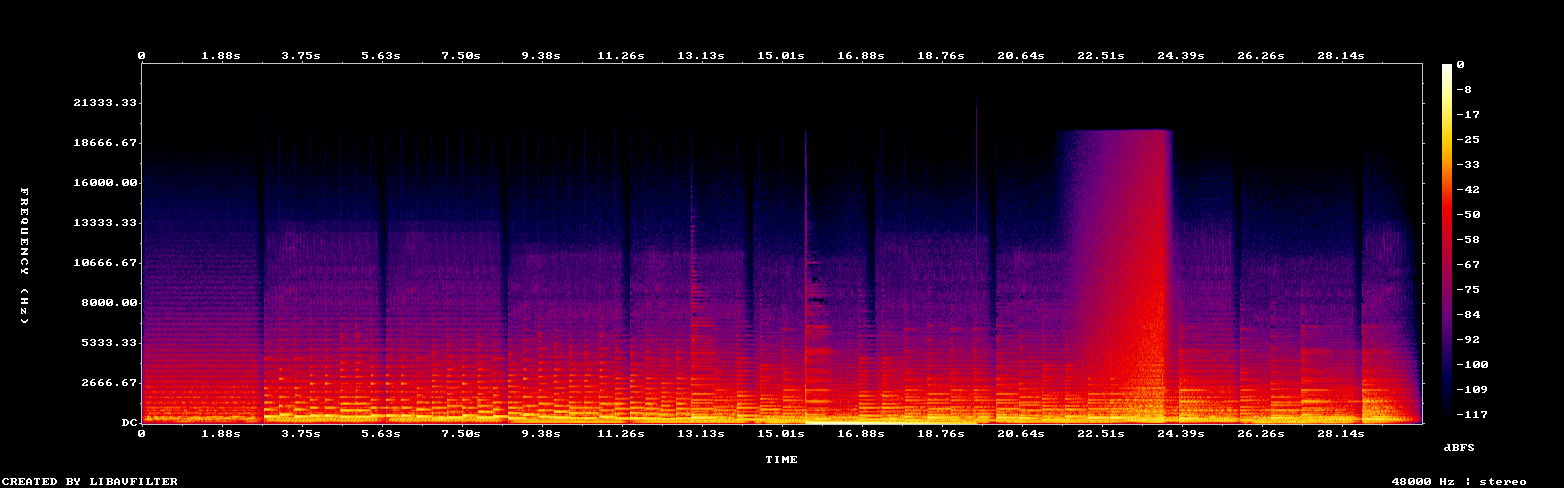 0 1.88s 3.75s 5.63s 7.50s 9.38s 11.26s 13.13s 15.01s 16.88s 18.76s 20.64s 22.51s 24.39s 26.26s 28.14s
21333.33
18666.67
16000.00
13333.33
10666.67
8000.00
5333.33
2666.67
DC
FREQUENCY (Hz)
0
-8
-17
-25
-33
-42
-50
-58
-67
-75
-84
-92
-100
-109
-117
0 1.88s 3.75s 5.63s 7.50s 9.38s 11.26s 13.13s 15.01s 16.88s 18.76s 20.64s 22.51s 24.39s 26.26s 28.14s
dBFS
TIME
CREATED BY LIBAVFILTER
48000 Hz | stereo